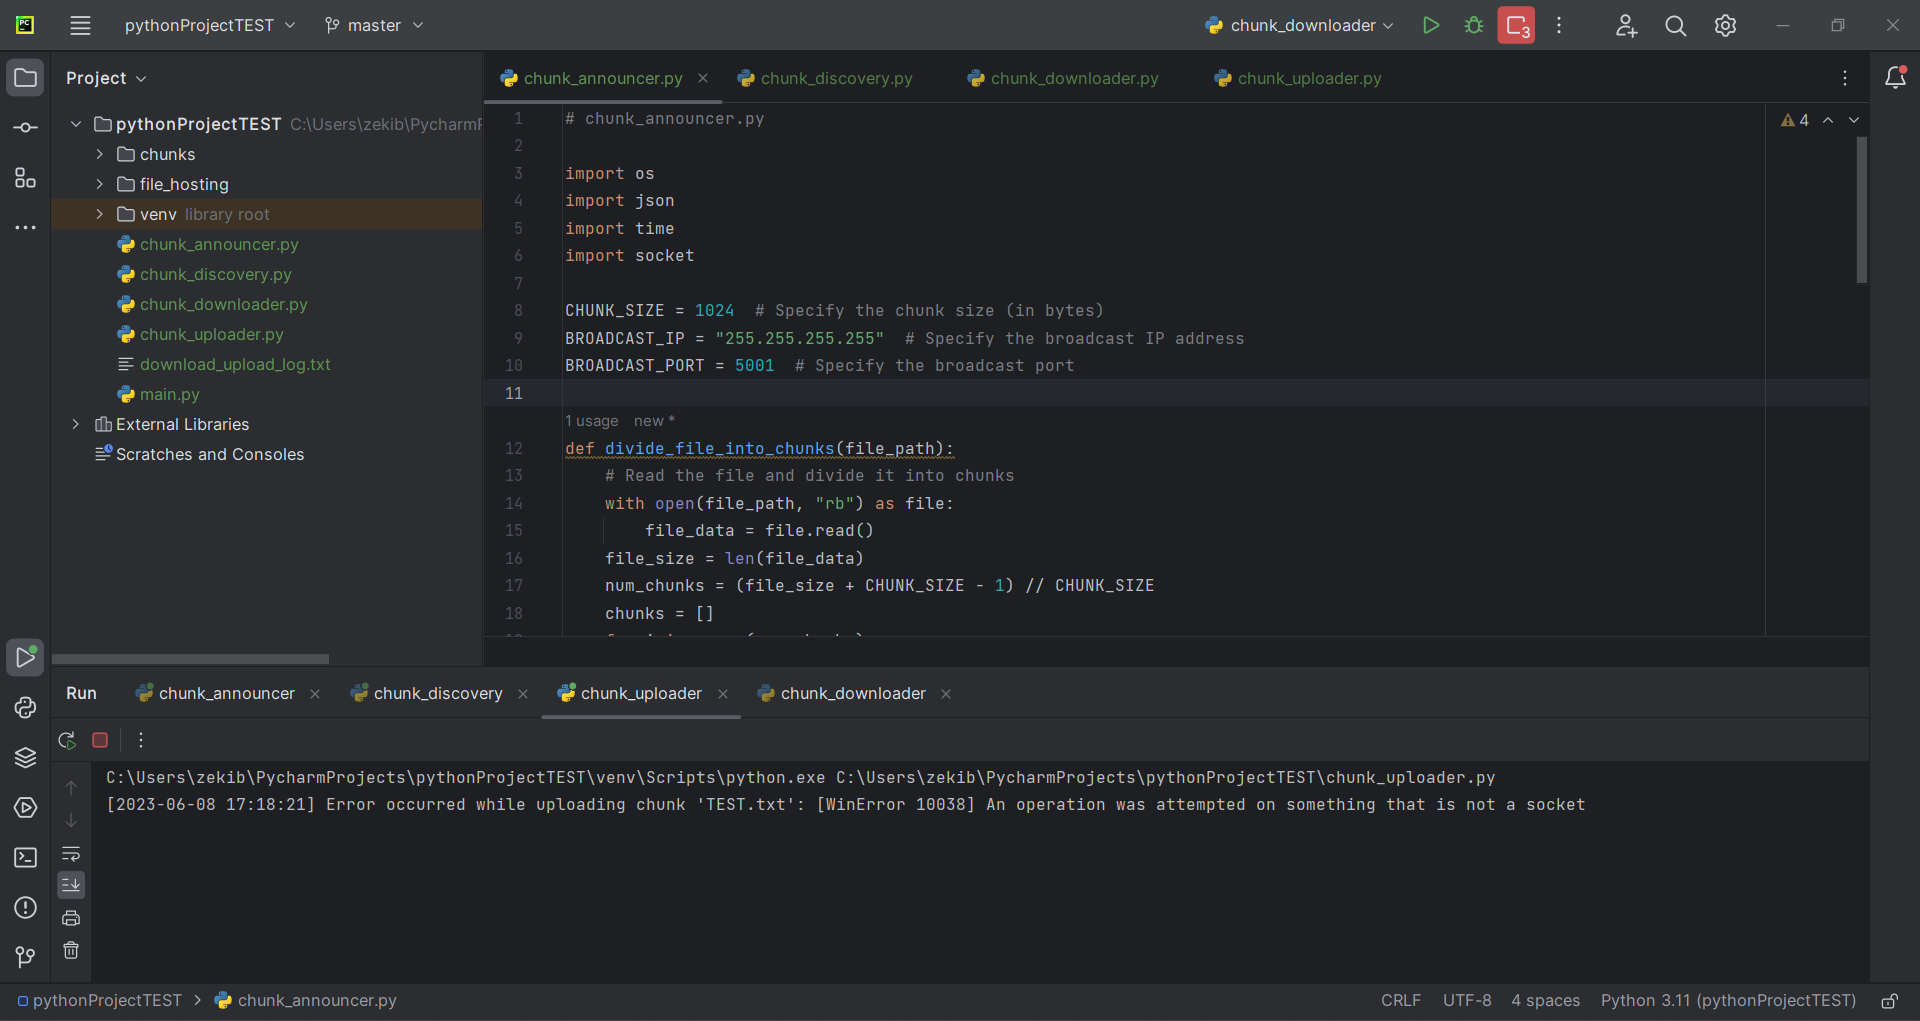 PC
pythonProjectTEST
master
chunk_downloader
3
Project
chunk_announcer.py
chunk_discovery.py
chunk_downloader.py
chunk_uploader.py
pythonProjectTEST C:\Users\zekib\Pycharm
chunks
file_hosting
venv library root
chunk_announcer.py
chunk_discovery.py
chunk_downloader.py
chunk_uploader.py
download_upload_log.txt
main.py
External Libraries
Scratches and Consoles
4
1 # chunk_announcer.py
2
3 import os
4 import json
5 import time
6 import socket
7
8 CHUNK_SIZE = 1024 # Specify the chunk size (in bytes)
9 BROADCAST_IP = "255.255.255.255" # Specify the broadcast IP address
10 BROADCAST_PORT = 5001 # Specify the broadcast port
11
1 usage new *
12 def divide_file_into_chunks(file_path):
13 # Read the file and divide it into chunks
14 with open(file_path, "rb") as file:
15 file_data = file.read()
16 file_size = len(file_data)
17 num_chunks = (file_size + CHUNK_SIZE - 1) // CHUNK_SIZE
18 chunks = []
Run
chunk_announcer
chunk_discovery
chunk_uploader
chunk_downloader
C:\Users\zekib\PycharmProjects\pythonProjectTEST\venv\Scripts\python.exe C:\Users\zekib\PycharmProjects\pythonProjectTEST\chunk_uploader.py
[2023-06-08 17:18:21] Error occurred while uploading chunk 'TEST.txt': [WinError 10038] An operation was attempted on something that is not a socket
pythonProjectTEST > chunk_announcer.py
CRLF UTF-8 4 spaces Python 3.11 (pythonProjectTEST)